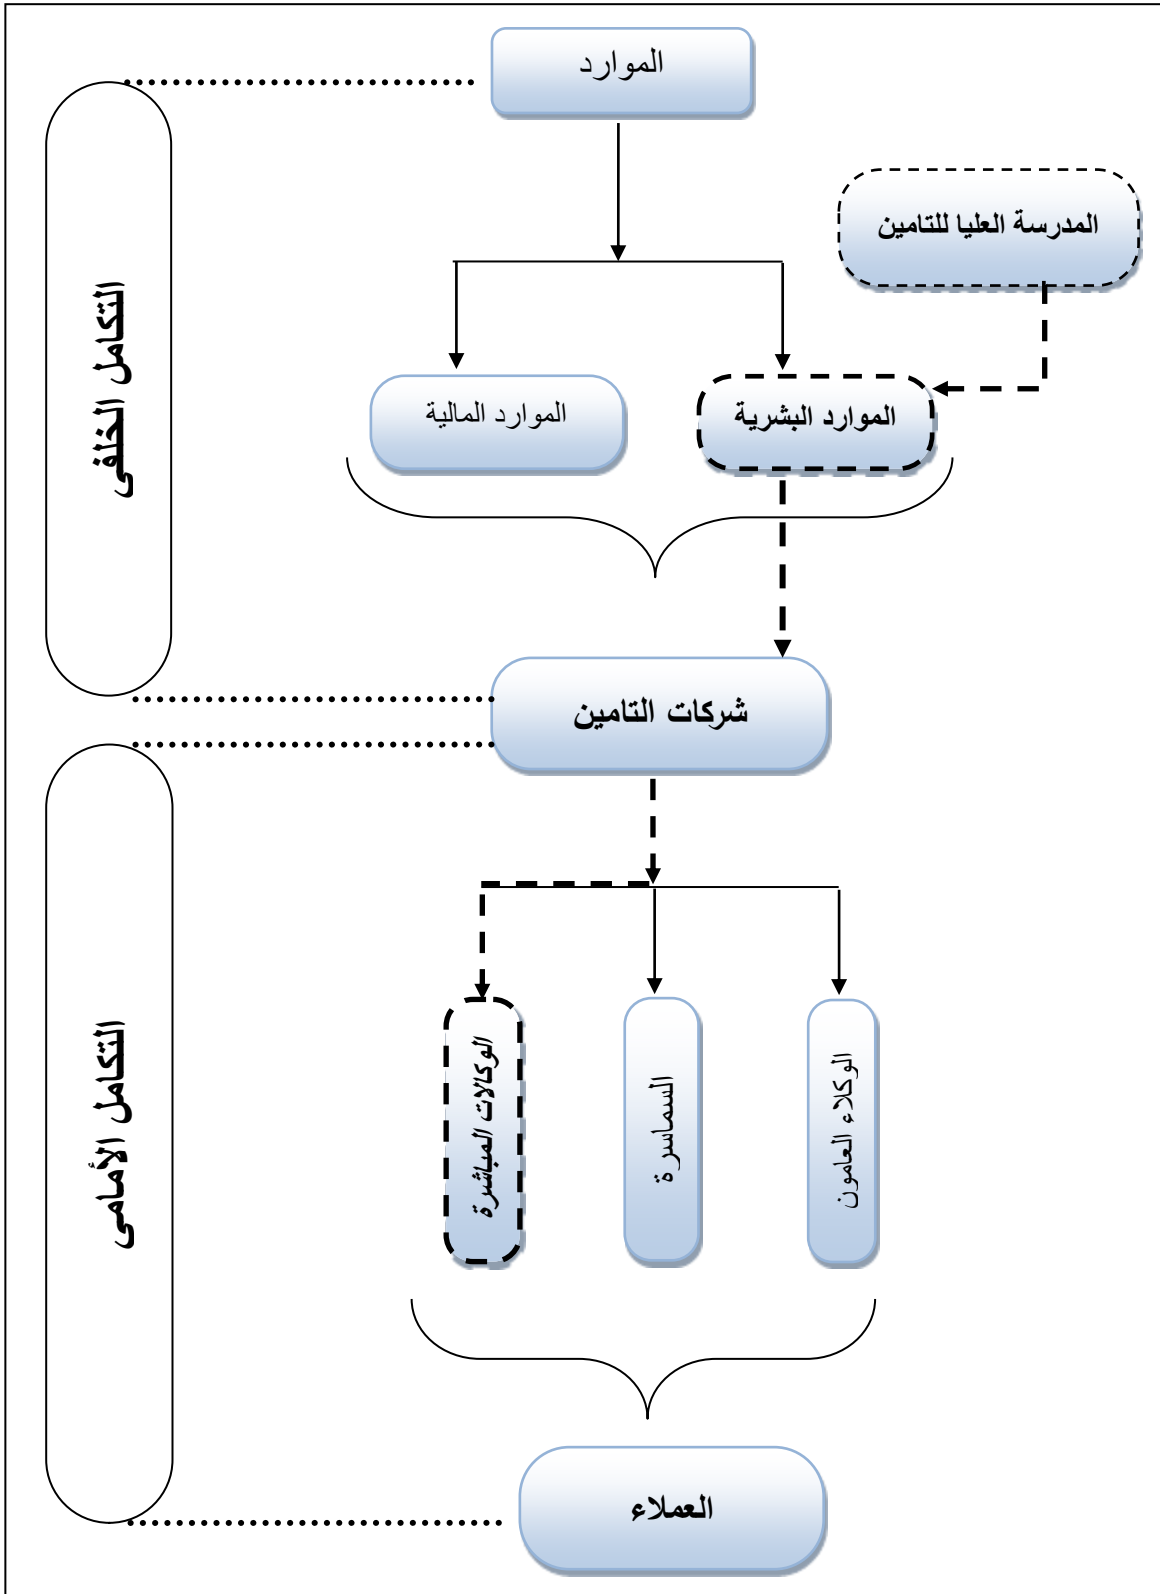 الموارد
المدرسة العليا للتامين
الموارد البشرية
الموارد المالية
التكامل الخلفى
شركات التامين
الوكلاء العامون
السماسرة
الوكالات المباشرة
التكامل الأمامى
العملاء